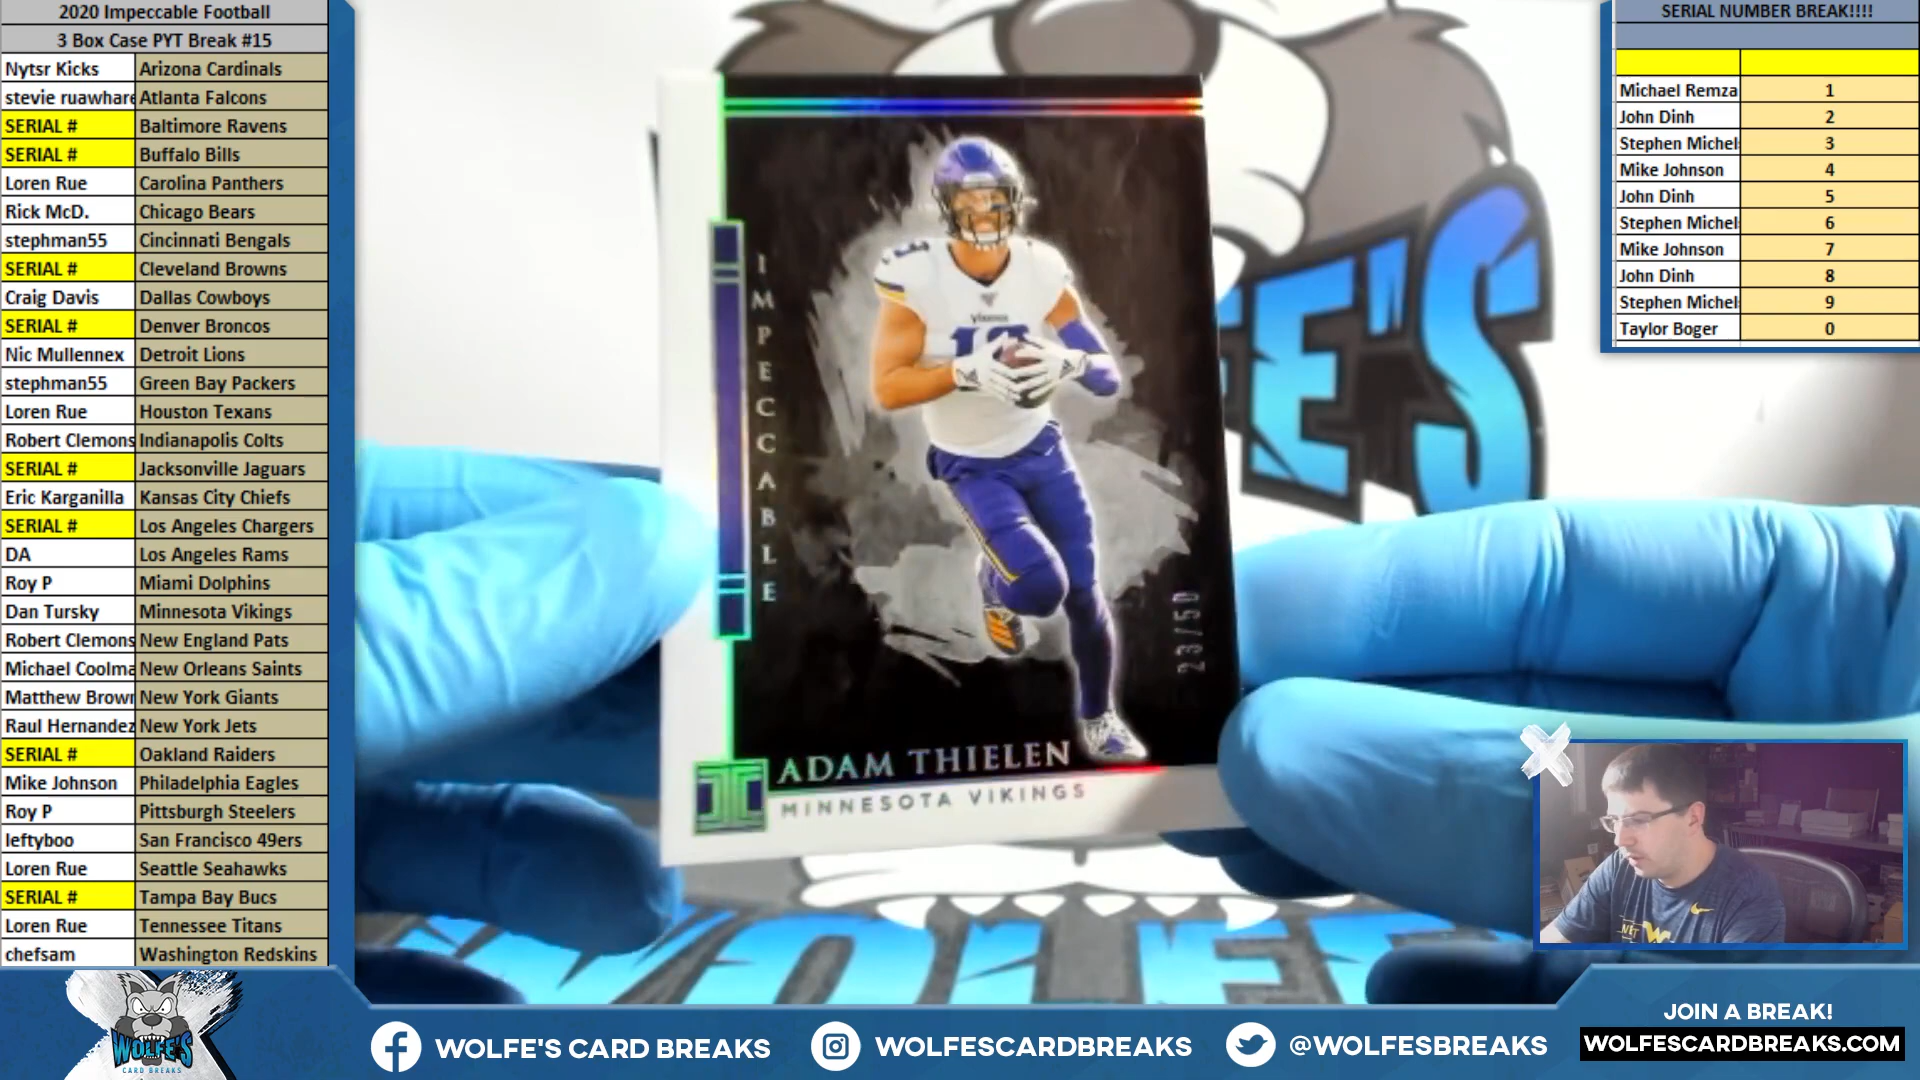 2020 Impeccable Football
3 Box Case PYT Break #15
Nytsr Kicks Arizona Cardinals
stevie ruawhare Atlanta Falcons
SERIAL # Baltimore Ravens
SERIAL # Buffalo Bills
Loren Rue Carolina Panthers
Rick McD. Chicago Bears
stephman55 Cincinnati Bengals
SERIAL # Cleveland Browns
Craig Davis Dallas Cowboys
SERIAL # Denver Broncos
Nic Mullennex Detroit Lions
stephman55 Green Bay Packers
Loren Rue Houston Texans
Robert Clemons Indianapolis Colts
SERIAL # Jacksonville Jaguars
Eric Karganilla Kansas City Chiefs
SERIAL # Los Angeles Chargers
DA Los Angeles Rams
Roy P Miami Dolphins
Dan Tursky Minnesota Vikings
Robert Clemons New England Pats
Michael Coolma New Orleans Saints
Matthew Brown New York Giants
Raul Hernandez New York Jets
SERIAL # Oakland Raiders
Mike Johnson Philadelphia Eagles
Roy P Pittsburgh Steelers
leftyboo San Francisco 49ers
Loren Rue Seattle Seahawks
SERIAL # Tampa Bay Bucs
Loren Rue Tennessee Titans
chefsam Washington Redskins
IMPECCABLE
23/50
ADAM THIELEN
MINNESOTA VIKINGS
SERIAL NUMBER BREAK!!!!
Michael Remza 1
John Dinh 2
Stephen Michel 3
Mike Johnson 4
John Dinh 5
Stephen Michel 6
Mike Johnson 7
John Dinh 8
Stephen Michel 9
Taylor Boger 0
WOLFE'S
CARD BREAKS
WOLFE'S CARD BREAKS
WOLFESCARDBREAKS
@WOLFESBREAKS
JOIN A BREAK!
WOLFESCARDBREAKS.COM